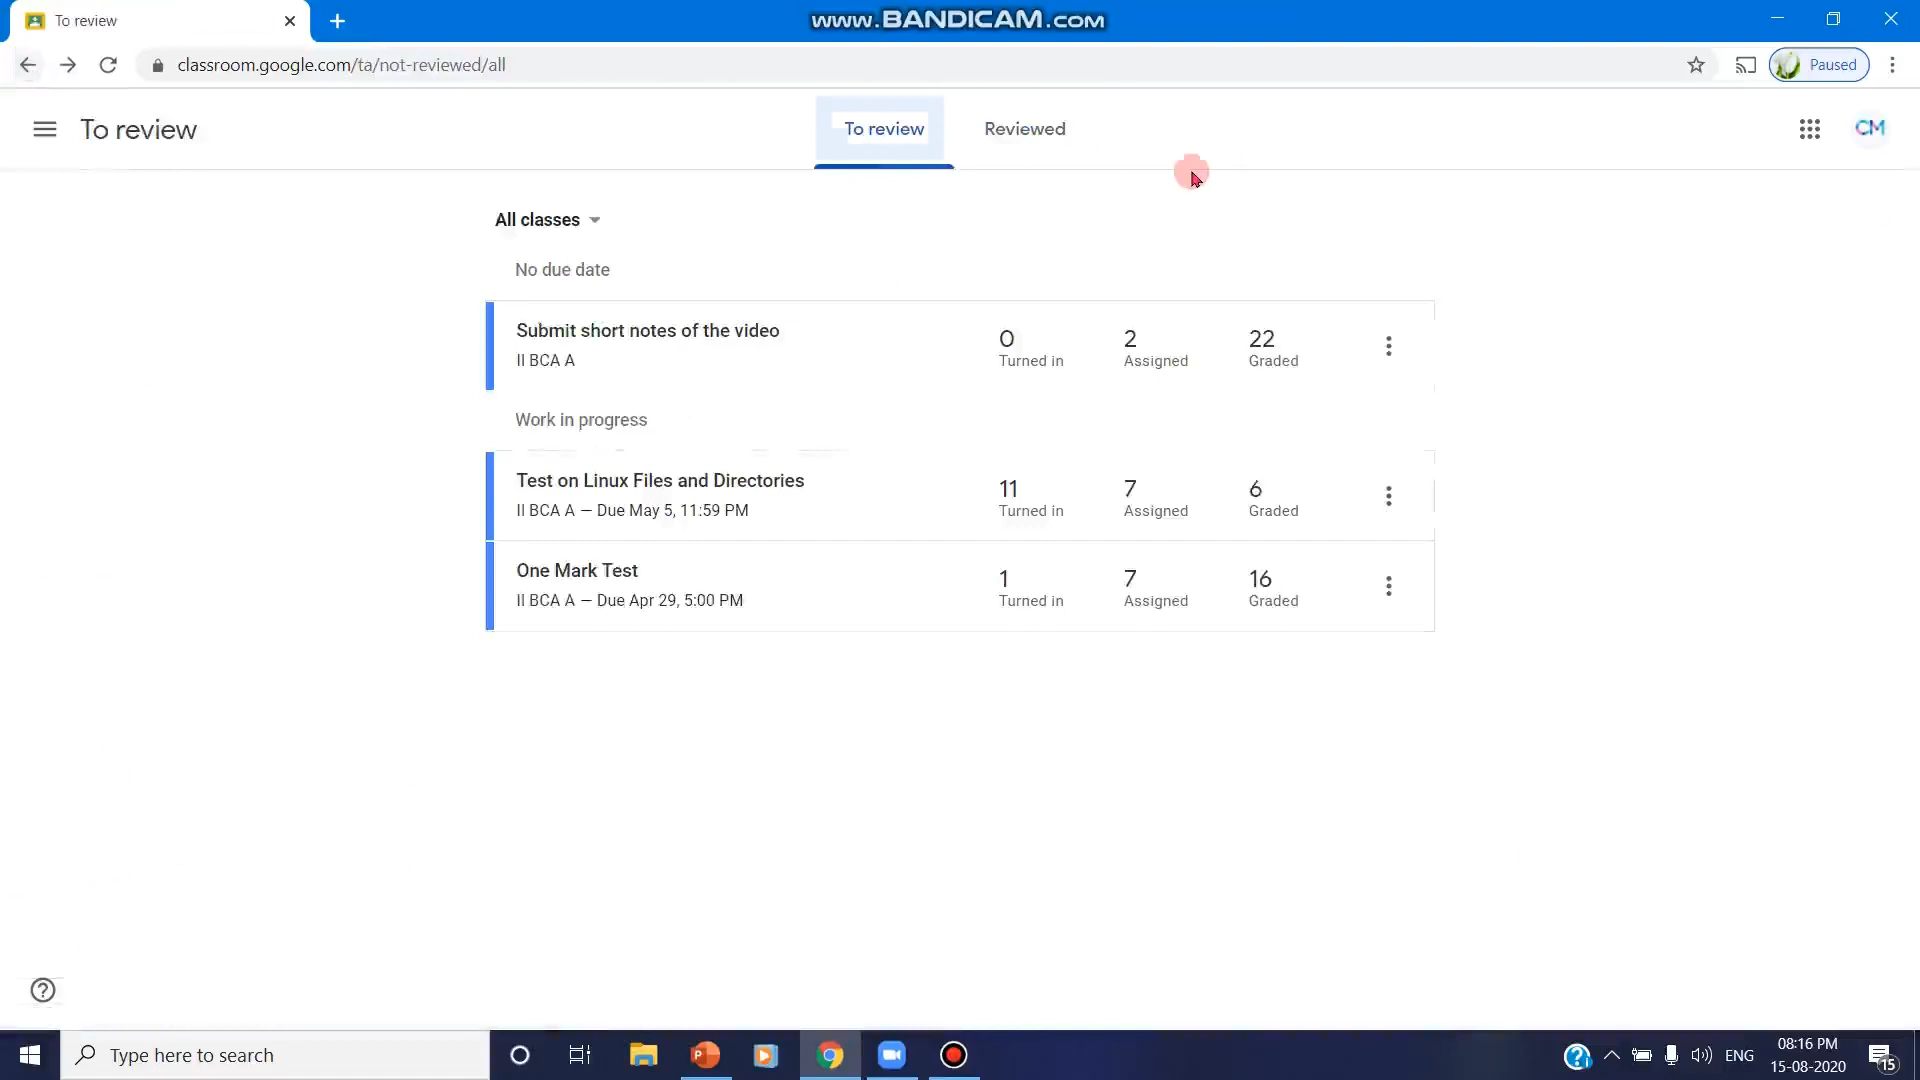 To review
www.BANDICAM.com
classroom.google.com/ta/not-reviewed/all
Paused
To review
To review
Reviewed
CM
All classes
No due date
Submit short notes of the video
II BCA A
0
Turned in
2
Assigned
22
Graded
Work in progress
Test on Linux Files and Directories
II BCA A — Due May 5, 11:59 PM
11
Turned in
7
Assigned
6
Graded
One Mark Test
II BCA A — Due Apr 29, 5:00 PM
1
Turned in
7
Assigned
16
Graded
Type here to search
ENG
08:16 PM
15-08-2020
15